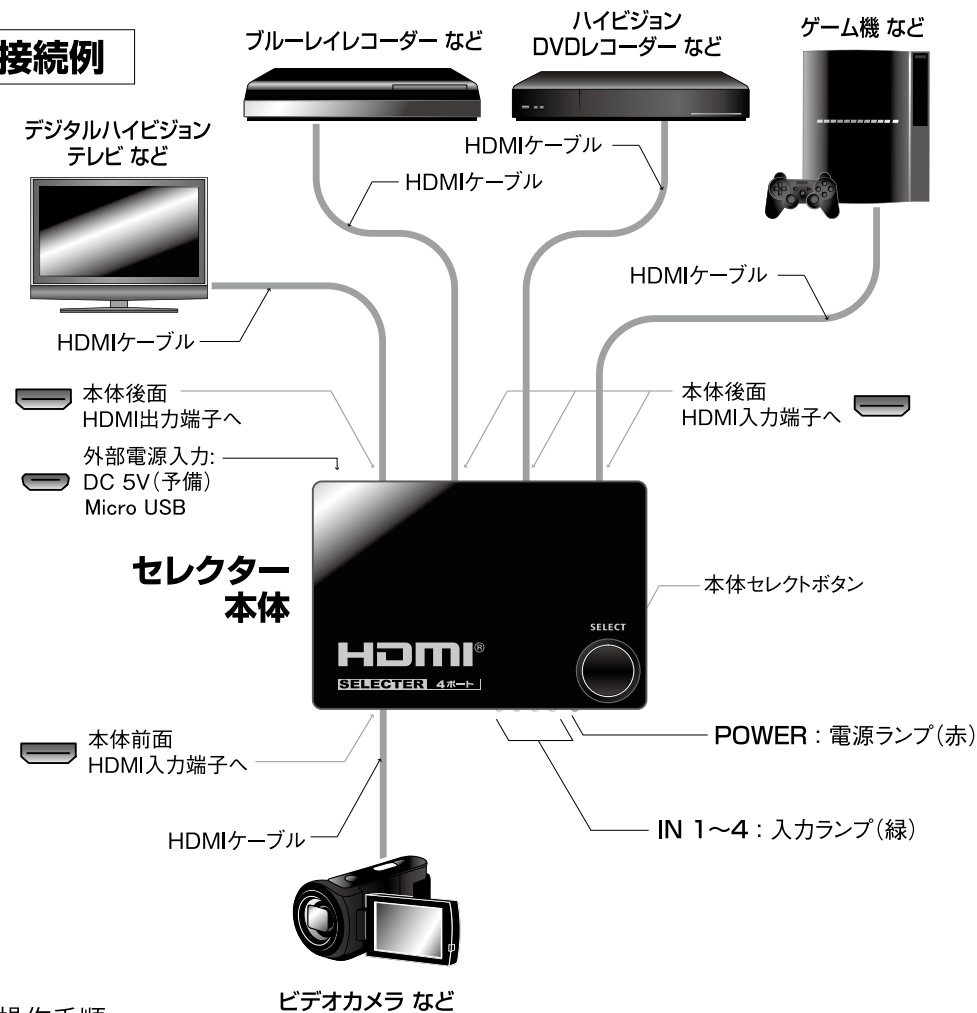 接続例
ブルーレイレコーダー など
ハイビジョン
DVDレコーダー など
ゲーム機 など
デジタルハイビジョン
テレビ など
HDMIケーブル
HDMIケーブル
HDMIケーブル
HDMIケーブル
本体後面
HDMI出力端子へ
本体後面
HDMI入力端子へ
外部電源入力:
DC 5V(予備)
Micro USB
セレクター
本体
本体セレクトボタン
SELECT
HDMI®
SELECTER 4ポート
POWER : 電源ランプ(赤)
本体前面
HDMI入力端子へ
IN 1〜4 : 入力ランプ(緑)
HDMIケーブル
ビデオカメラ など